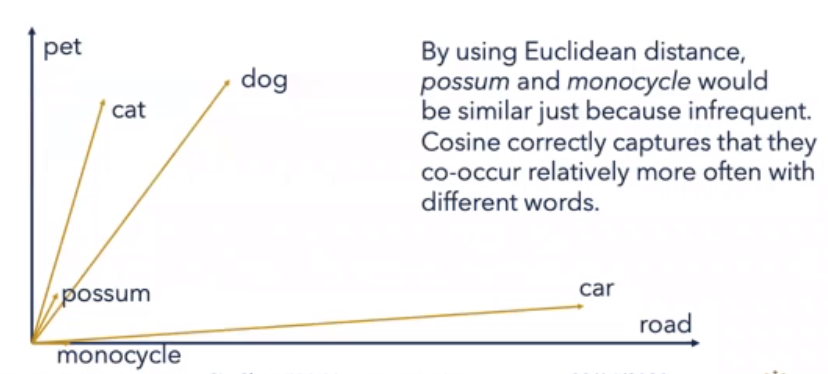 pet
cat
dog
possum
monocycle
car
road
By using Euclidean distance,
possum and monocycle would
be similar just because infrequent.
Cosine correctly captures that they
co-occur relatively more often with
different words.